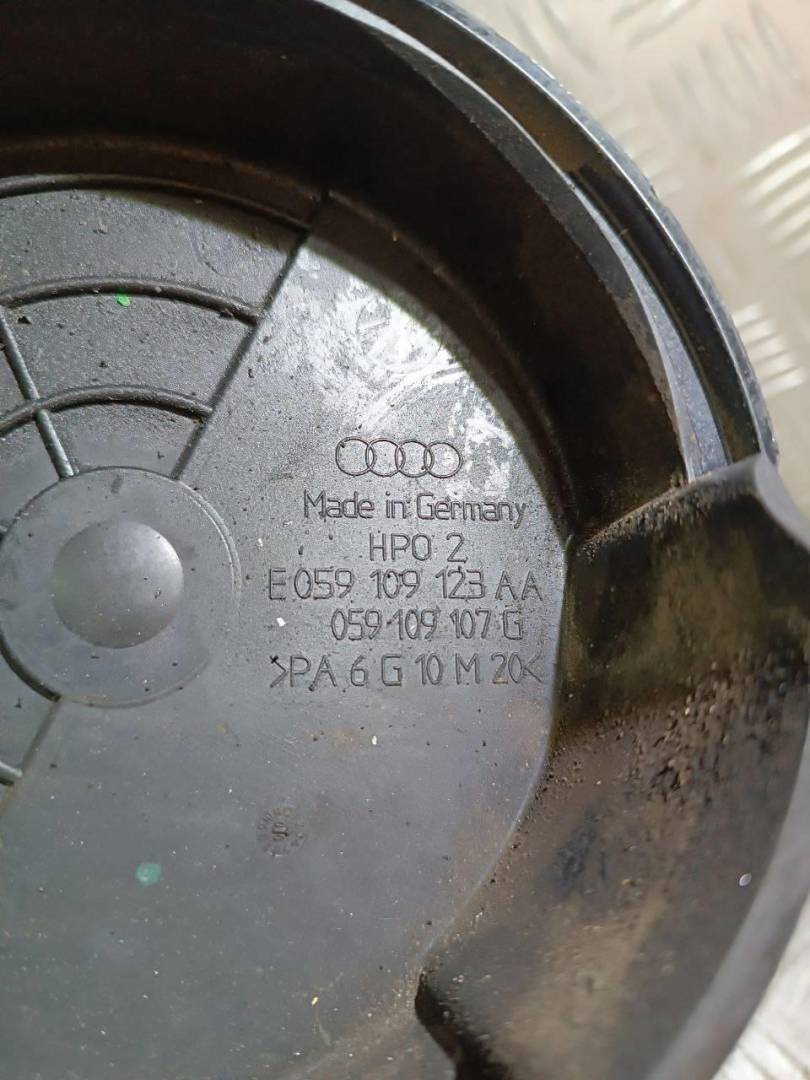 Made in Germany
HPO 2
E 059 109 123 AA
059 109 107 G
>PA 6 G 10 M 20<